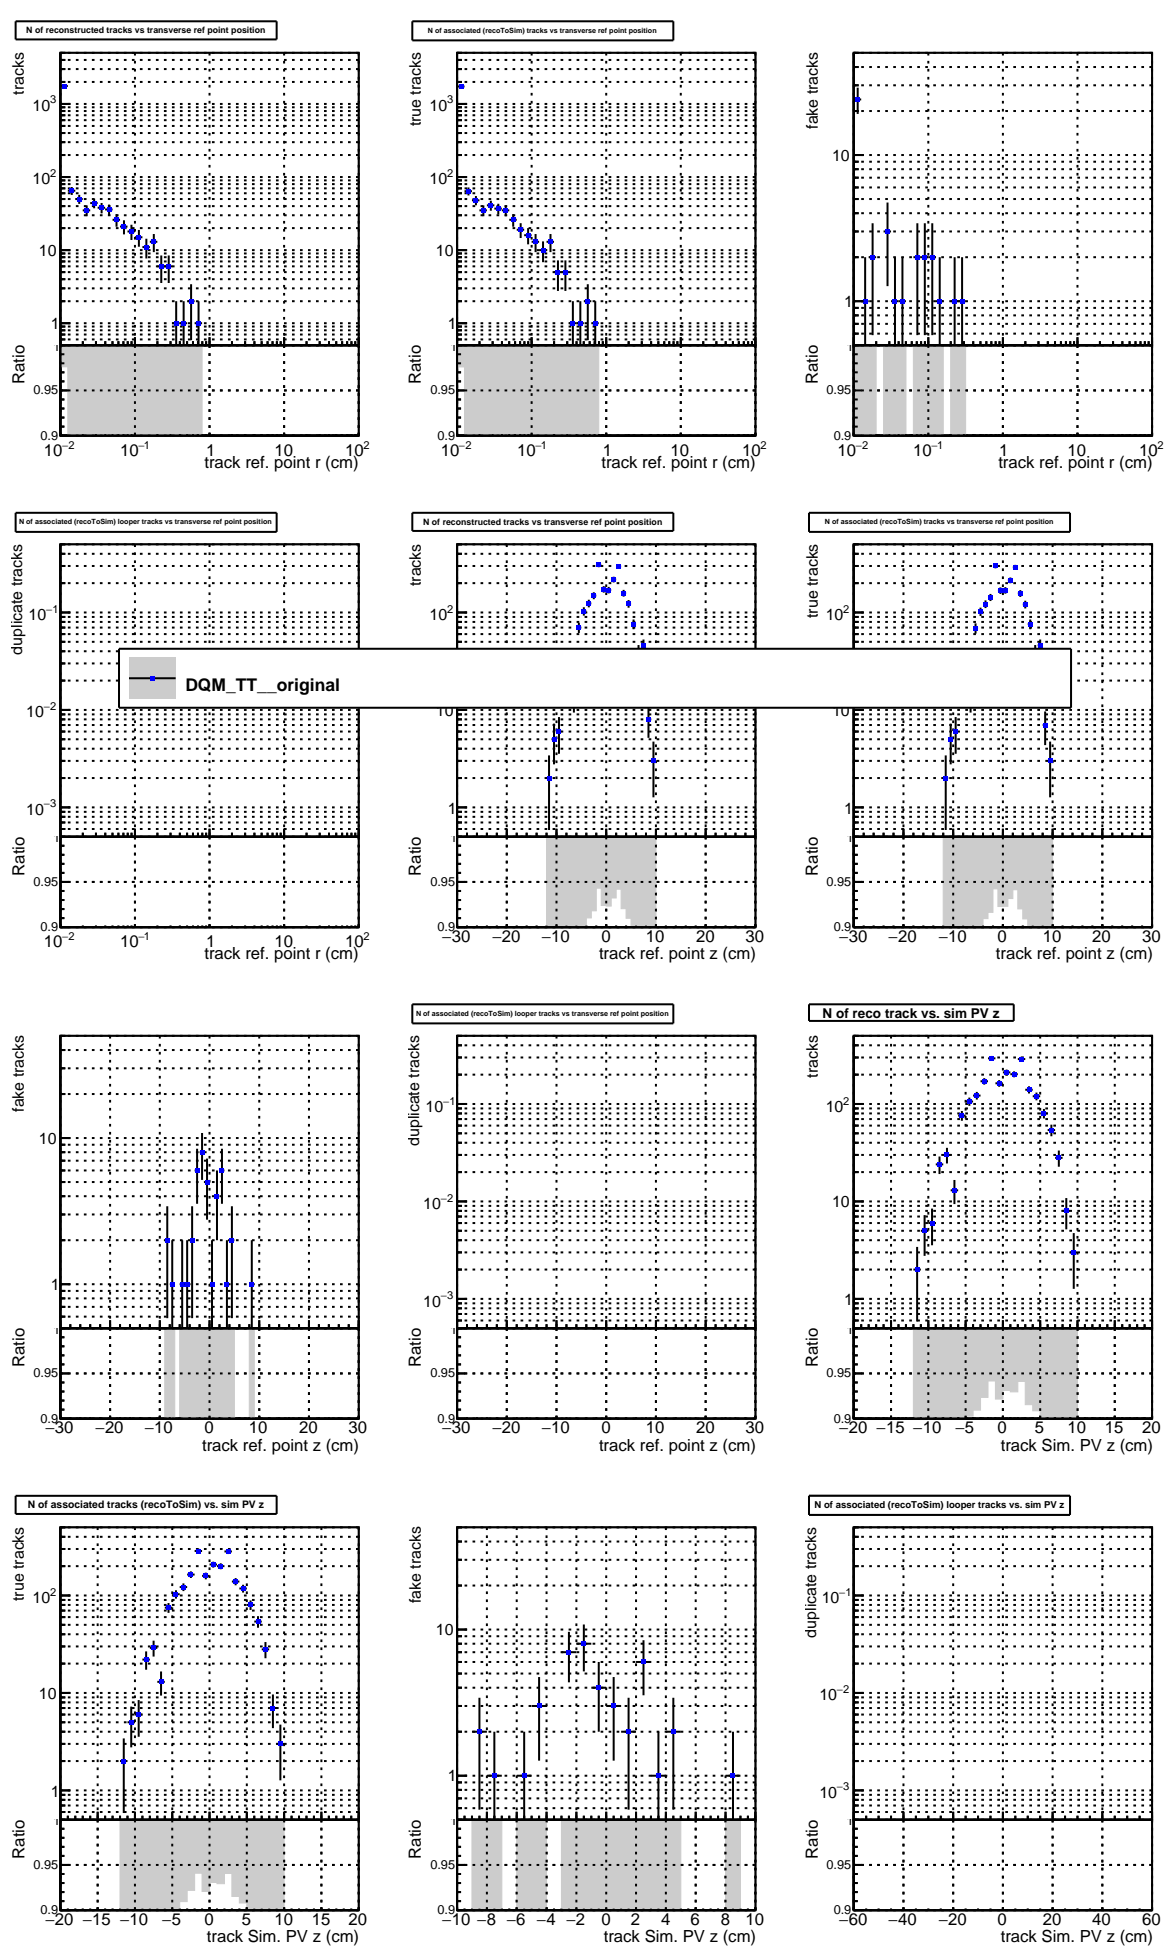 N of reconstructed tracks vs transverse ref point position
tracks
10³
10²
10
1
Ratio
1
0.95
0.9
10⁻² 10⁻¹ 1 10 10²
track ref. point r (cm)
N of associated (recoToSim) tracks vs transverse ref point position
true tracks
10³
10²
10
1
Ratio
1
0.95
0.9
10⁻² 10⁻¹ 1 10 10²
track ref. point r (cm)
fake tracks
10
1
Ratio
1
0.95
0.9
10⁻² 10⁻¹ 1 10 10²
track ref. point r (cm)
N of associated (recoToSim) looper tracks vs transverse ref point position
duplicate tracks
10⁻¹
10⁻²
10⁻³
Ratio
1
0.95
0.9
10⁻² 10⁻¹ 1 10 10²
track ref. point r (cm)
N of reconstructed tracks vs transverse ref point position
tracks
10²
10
1
Ratio
1
0.95
0.9
−30 −20 −10 0 10 20 30
track ref. point z (cm)
N of associated (recoToSim) tracks vs transverse ref point position
true tracks
10²
10
1
Ratio
1
0.95
0.9
−30 −20 −10 0 10 20 30
track ref. point z (cm)
DQM_TT__original
fake tracks
10
1
Ratio
1
0.95
0.9
−30 −20 −10 0 10 20 30
track ref. point z (cm)
N of associated (recoToSim) looper tracks vs transverse ref point position
duplicate tracks
10⁻¹
10⁻²
10⁻³
Ratio
1
0.95
0.9
−30 −20 −10 0 10 20 30
track ref. point z (cm)
N of reco track vs. sim PV z
tracks
10²
10
1
Ratio
1
0.95
0.9
−20 −15 −10 −5 0 5 10 15 20
track Sim. PV z (cm)
N of associated tracks (recoToSim) vs. sim PV z
true tracks
10²
10
1
Ratio
1
0.95
0.9
−20 −15 −10 −5 0 5 10 15 20
track Sim. PV z (cm)
fake tracks
10
1
Ratio
1
0.95
0.9
−10 −8 −6 −4 −2 0 2 4 6 8 10
track Sim. PV z (cm)
N of associated (recoToSim) looper tracks vs. sim PV z
duplicate tracks
10⁻¹
10⁻²
10⁻³
Ratio
1
0.95
0.9
−60 −40 −20 0 20 40 60
track Sim. PV z (cm)